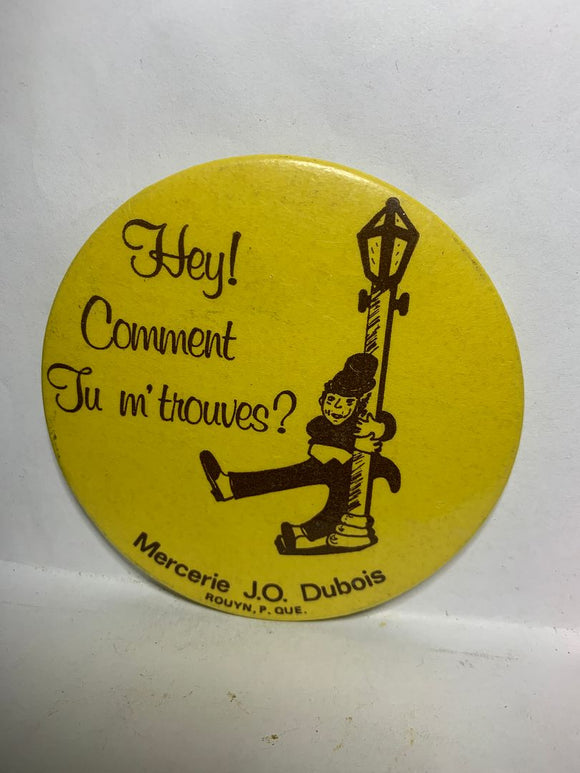 Hey!
Comment
Tu m'trouves?
Mercerie J.O. Dubois
ROUYN, P. QUE.